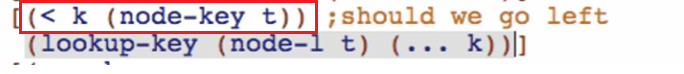 [(< k (node-key t)) ;should we go left
(lookup-key (node-l t) (... k))]